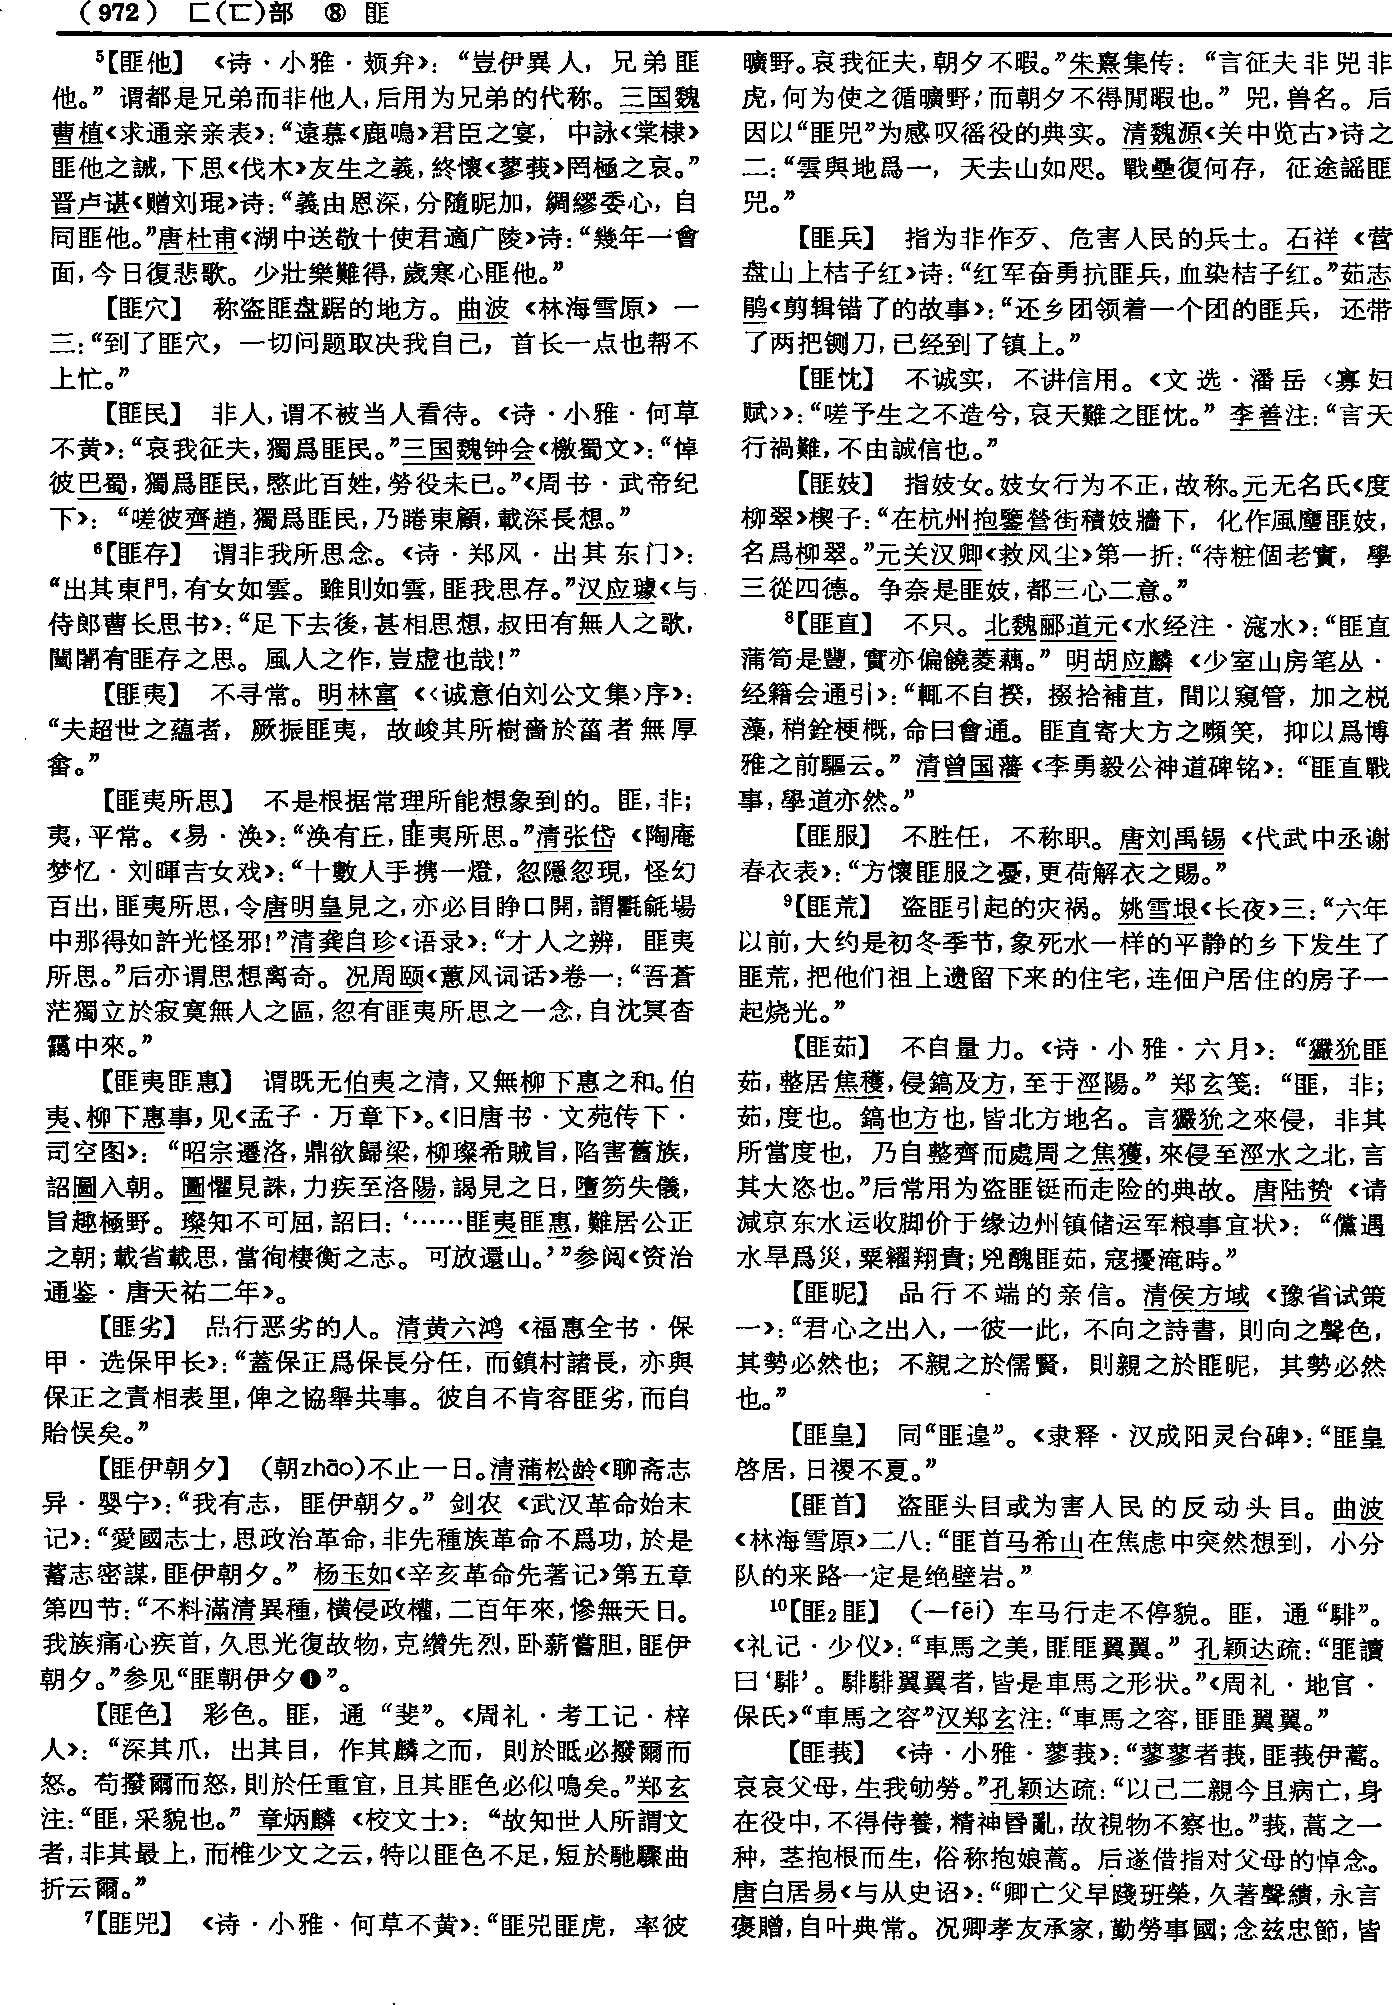 （972） 匚(匸)部 ⑧ 匪
⁵【匪他】 《诗·小雅·頍弁》：“豈伊異人，兄弟匪
他。”谓都是兄弟而非他人，后用为兄弟的代称。三国魏
曹植《求通亲亲表》：“遠慕《鹿鳴》君臣之宴，中詠《棠棣》
匪他之誡，下思《伐木》友生之義，終懷《蓼莪》罔極之哀。”
晋卢谌《赠刘琨》诗：“義由恩深，分隨昵加，綢繆委心，自
同匪他。”唐杜甫《湖中送敬十使君適广陵》诗：“幾年一會
面，今日復悲歌。少壯樂難得，歲寒心匪他。”
【匪穴】 称盗匪盘踞的地方。曲波《林海雪原》一
三：“到了匪穴，一切问题取决我自己，首长一点也帮不
上忙。”
【匪民】 非人，谓不被当人看待。《诗·小雅·何草
不黄》：“哀我征夫，獨爲匪民。”三国魏钟会《檄蜀文》：“悼
彼巴蜀，獨爲匪民，愍此百姓，勞役未已。”《周书·武帝纪
下》：“嗟彼齊趙，獨爲匪民，乃睠東顧，載深長想。”
⁶【匪存】 谓非我所思念。《诗·郑风·出其东门》：
“出其東門，有女如雲。雖則如雲，匪我思存。”汉应璩《与
侍郎曹长思书》：“足下去後，甚相思想，叔田有無人之歌，
闉闍有匪存之思。風人之作，豈虚也哉！”
【匪夷】 不寻常。明林富《〈诚意伯刘公文集〉序》：
“夫超世之蘊者，厥振匪夷，故峻其所樹嗇於菑者無厚
畬。”
【匪夷所思】 不是根据常理所能想象到的。匪，非；
夷，平常。《易·涣》：“涣有丘，匪夷所思。”清张岱《陶庵
梦忆·刘暉吉女戏》：“十數人手携一燈，忽隱忽現，怪幻
百出，匪夷所思，令唐明皇見之，亦必目睁口開，謂氍毹場
中那得如許光怪邪！”清龚自珍《语录》：“才人之辨，匪夷
所思。”后亦谓思想离奇。况周颐《蕙风词话》卷一：“吾蒼
茫獨立於寂寞無人之區，忽有匪夷所思之一念，自沈冥杳
靄中來。”
【匪夷匪惠】 谓既无伯夷之清，又無柳下惠之和。伯
夷、柳下惠事，见《孟子·万章下》。《旧唐书·文苑传下·
司空图》：“昭宗遷洛，鼎欲歸梁，柳璨希賊旨，陷害舊族，
詔圖入朝。圖懼見誅，力疾至洛陽，謁見之日，墮笏失儀，
旨趣極野。璨知不可屈，詔曰：‘……匪夷匪惠，難居公正
之朝；載省載思，當徇棲衡之志。可放還山。’”参阅《资治
通鉴·唐天祐二年》。
【匪劣】 品行恶劣的人。清黄六鸿《福惠全书·保
甲·选保甲长》：“蓋保正爲保長分任，而鎮村諸長，亦與
保正之責相表里，俾之協舉共事。彼自不肯容匪劣，而自
貽悮矣。”
【匪伊朝夕】 （朝zhāo）不止一日。清蒲松龄《聊斋志
异·婴宁》：“我有志，匪伊朝夕。”剑农《武汉革命始末
记》：“愛國志士，思政治革命，非先種族革命不爲功，於是
蓄志密謀，匪伊朝夕。”杨玉如《辛亥革命先著记》第五章
第四节：“不料滿清異種，横侵政權，二百年來，慘無天日。
我族痛心疾首，久思光復故物，克缵先烈，卧薪嘗胆，匪伊
朝夕。”参见“匪朝伊夕❶”。
【匪色】 彩色。匪，通“斐”。《周礼·考工记·梓
人》：“深其爪，出其目，作其麟之而，則於眡必撥爾而
怒。苟撥爾而怒，則於任重宜，且其匪色必似鳴矣。”郑玄
注：“匪，采貌也。”章炳麟《校文士》：“故知世人所謂文
者，非其最上，而惟少文之云，特以匪色不足，短於馳驟曲
折云爾。”
⁷【匪兕】 《诗·小雅·何草不黄》：“匪兕匪虎，率彼
曠野。哀我征夫，朝夕不暇。”朱熹集传：“言征夫非兕非
虎，何为使之循曠野，而朝夕不得閒暇也。”兕，兽名。后
因以“匪兕”为感叹徭役的典实。清魏源《关中览古》诗之
二：“雲與地爲一，天去山如咫。戰壘復何存，征途謡匪
兕。”
【匪兵】 指为非作歹、危害人民的兵士。石祥《营
盘山上桔子红》诗：“红军奋勇抗匪兵，血染桔子红。”茹志
鹃《剪辑错了的故事》：“还乡团领着一个团的匪兵，还带
了两把铡刀，已经到了镇上。”
【匪忱】 不诚实，不讲信用。《文选·潘岳〈寡妇
赋〉》：“嗟予生之不造兮，哀天難之匪忱。”李善注：“言天
行禍難，不由誠信也。”
【匪妓】 指妓女。妓女行为不正，故称。元无名氏《度
柳翠》楔子：“在杭州抱鑒營街積妓牆下，化作風塵匪妓，
名爲柳翠。”元关汉卿《救风尘》第一折：“待粧個老實，學
三從四德。争奈是匪妓，都三心二意。”
⁸【匪直】 不只。北魏郦道元《水经注·滱水》：“匪直
蒲筍是豐，實亦偏饒菱藕。”明胡应麟《少室山房笔丛·
经籍会通引》：“輒不自揆，掇拾補苴，間以窺管，加之梲
藻，稍銓梗概，命曰會通。匪直寄大方之嚬笑，抑以爲博
雅之前驅云。”清曾国藩《李勇毅公神道碑铭》：“匪直戰
事，學道亦然。”
【匪服】 不胜任，不称职。唐刘禹锡《代武中丞谢
春衣表》：“方懷匪服之憂，更荷解衣之賜。”
⁹【匪荒】 盗匪引起的灾祸。姚雪垠《长夜》三：“六年
以前，大约是初冬季节，象死水一样的平静的乡下发生了
匪荒，把他们祖上遗留下来的住宅，连佃户居住的房子一
起烧光。”
【匪茹】 不自量力。《诗·小雅·六月》：“玁狁匪
茹，整居焦穫，侵鎬及方，至于涇陽。”郑玄笺：“匪，非；
茹，度也。鎬也方也，皆北方地名。言玁狁之來侵，非其
所當度也，乃自整齊而處周之焦獲，來侵至涇水之北，言
其大恣也。”后常用为盗匪铤而走险的典故。唐陆贽《请
減京东水运收脚价于缘边州镇储运军粮事宜状》：“儻遇
水旱爲災，粟糴翔貴；兇醜匪茹，寇擾淹時。”
【匪昵】 品行不端的亲信。清侯方域《豫省试策
一》：“君心之出入，一彼一此，不向之詩書，則向之聲色，
其勢必然也；不親之於儒賢，則親之於匪昵，其勢必然
也。”
【匪皇】 同“匪遑”。《隶释·汉成阳灵台碑》：“匪皇
啓居，日禝不夏。”
【匪首】 盗匪头目或为害人民的反动头目。曲波
《林海雪原》二八：“匪首马希山在焦虑中突然想到，小分
队的来路一定是绝壁岩。”
¹⁰【匪₂匪】 （—fēi）车马行走不停貌。匪，通“騑”。
《礼记·少仪》：“車馬之美，匪匪翼翼。”孔颖达疏：“匪讀
曰‘騑’。騑騑翼翼者，皆是車馬之形状。”《周礼·地官·
保氏》“車馬之容”汉郑玄注：“車馬之容，匪匪翼翼。”
【匪莪】 《诗·小雅·蓼莪》：“蓼蓼者莪，匪莪伊蒿。
哀哀父母，生我劬勞。”孔颖达疏：“以己二親今且病亡，身
在役中，不得侍養，精神昬亂，故視物不察也。”莪，蒿之一
种，茎抱根而生，俗称抱娘蒿。后遂借指对父母的悼念。
唐白居易《与从史诏》：“卿亡父早踐班榮，久著聲績，永言
褒贈，自叶典常。况卿孝友承家，勤勞事國；念兹忠節，皆